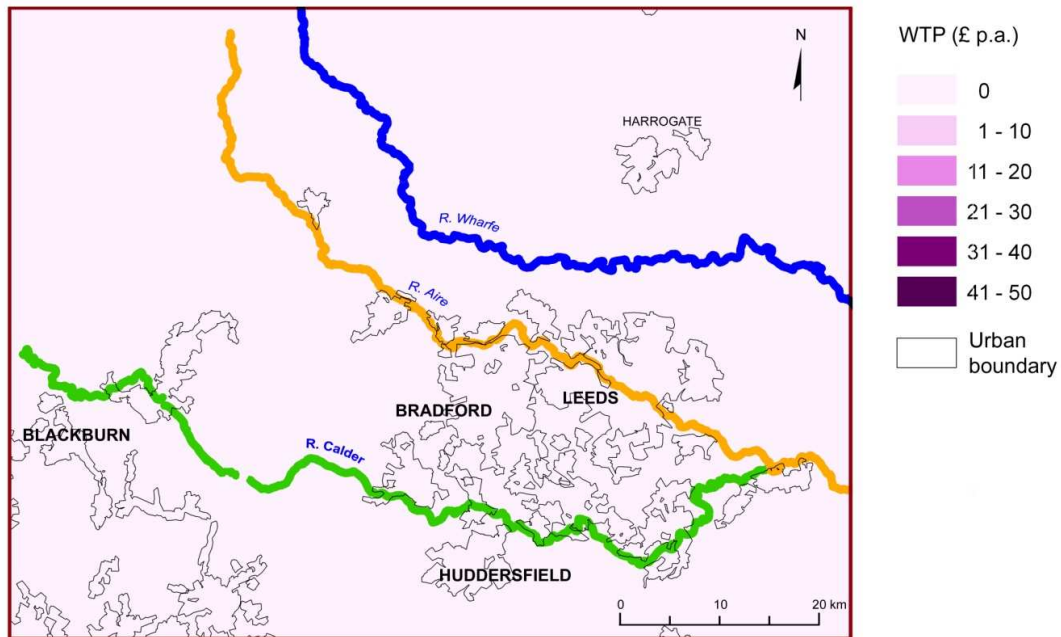 N
HARROGATE
R. Wharfe
R. Aire
LEEDS
BRADFORD
BLACKBURN
R. Calder
HUDDERSFIELD
0 10 20 km
WTP (£ p.a.)
0
1 - 10
11 - 20
21 - 30
31 - 40
41 - 50
Urban
boundary